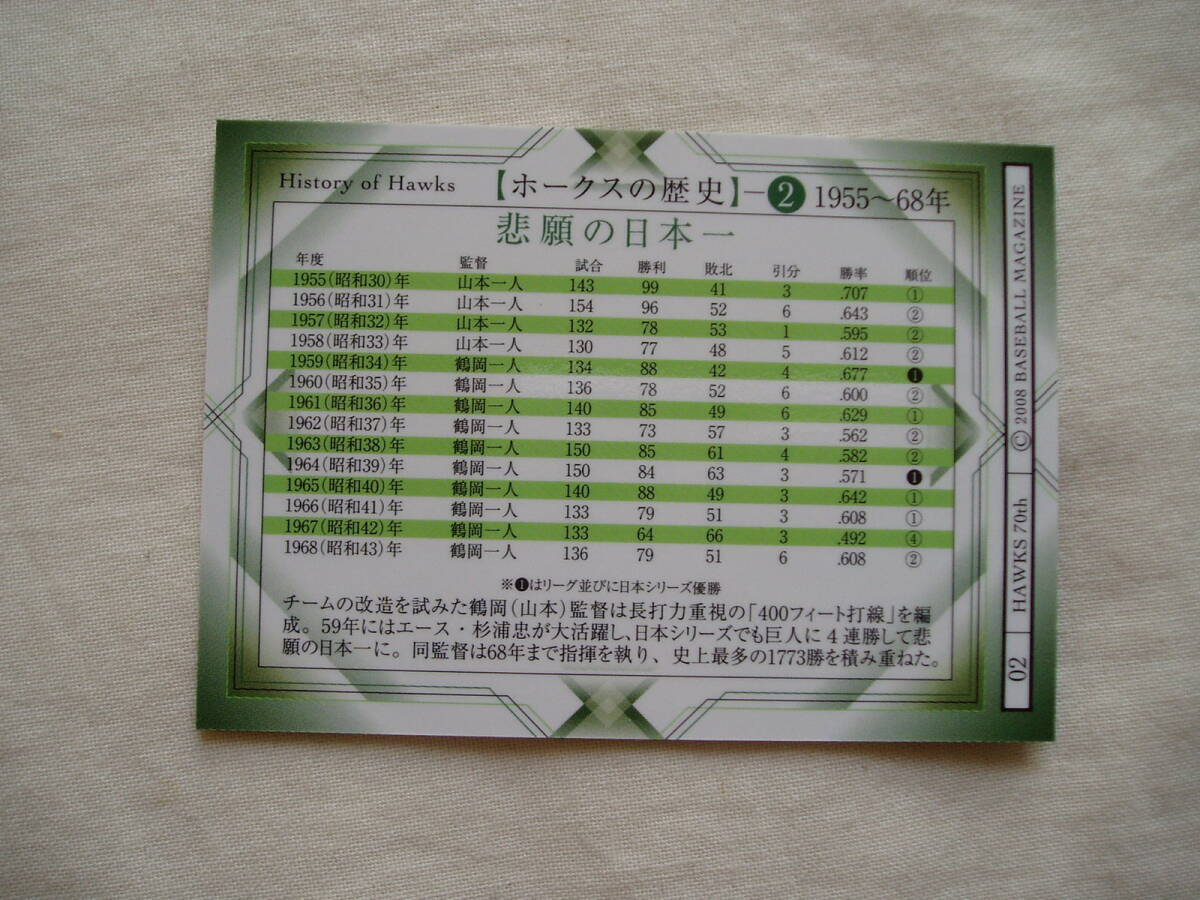 History of Hawks 【ホークスの歴史】—❷ 1955〜68年
悲願の日本一
年度 監督 試合 勝利 敗北 引分 勝率 順位
1955(昭和30)年 山本一人 143 99 41 3 .707 ①
1956(昭和31)年 山本一人 154 96 52 6 .643 ②
1957(昭和32)年 山本一人 132 78 53 1 .595 ②
1958(昭和33)年 山本一人 130 77 48 5 .612 ②
1959(昭和34)年 鶴岡一人 134 88 42 4 .677 ❶
1960(昭和35)年 鶴岡一人 136 78 52 6 .600 ②
1961(昭和36)年 鶴岡一人 140 85 49 6 .629 ①
1962(昭和37)年 鶴岡一人 133 73 57 3 .562 ②
1963(昭和38)年 鶴岡一人 150 85 61 4 .582 ②
1964(昭和39)年 鶴岡一人 150 84 63 3 .571 ❶
1965(昭和40)年 鶴岡一人 140 88 49 3 .642 ①
1966(昭和41)年 鶴岡一人 133 79 51 3 .608 ①
1967(昭和42)年 鶴岡一人 133 64 66 3 .492 ④
1968(昭和43)年 鶴岡一人 136 79 51 6 .608 ②
※❶はリーグ並びに日本シリーズ優勝
チームの改造を試みた鶴岡(山本)監督は長打力重視の「400フィート打線」を編
成。59年にはエース・杉浦忠が大活躍し、日本シリーズでも巨人に4連勝して悲
願の日本一に。同監督は68年まで指揮を執り、史上最多の1773勝を積み重ねた。
02 HAWKS 70th © 2008 BASEBALL MAGAZINE